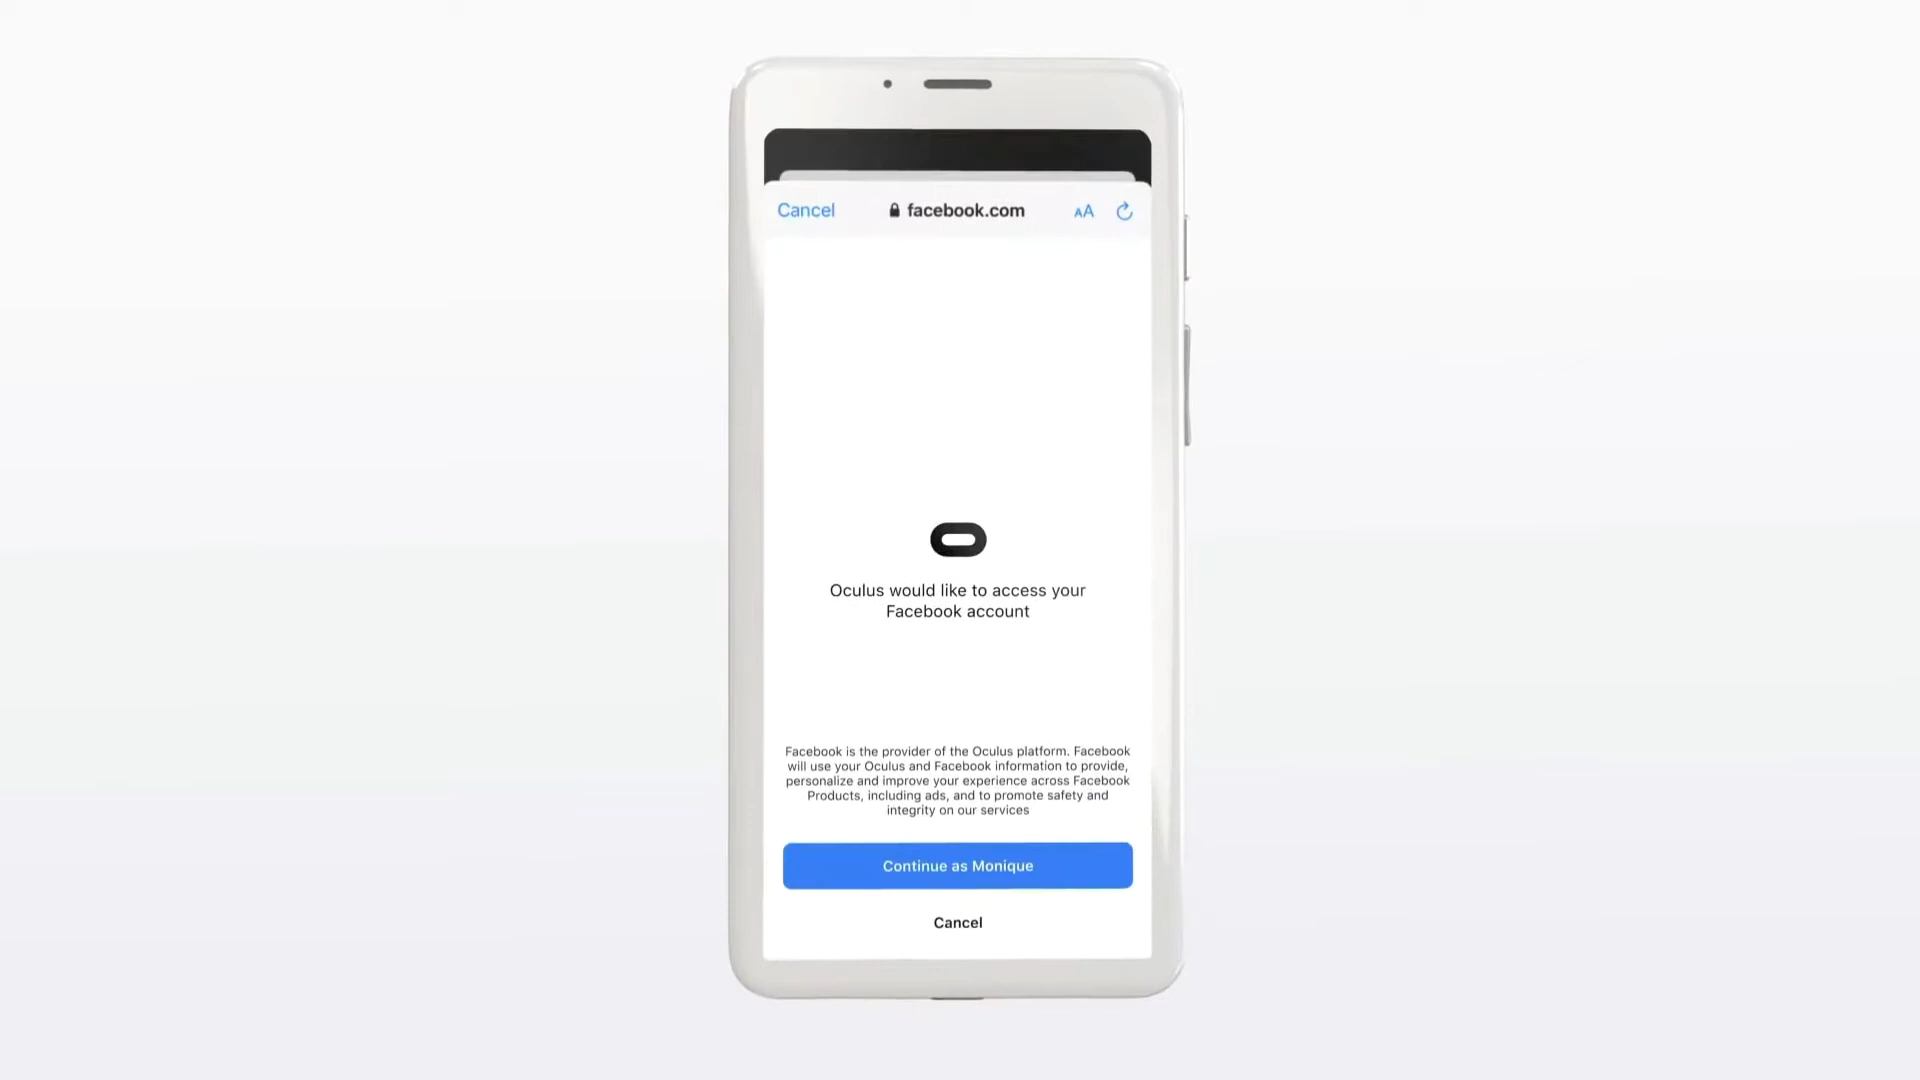 Cancel facebook.com AA
Oculus would like to access your
Facebook account
Facebook is the provider of the Oculus platform. Facebook
will use your Oculus and Facebook information to provide,
personalize and improve your experience across Facebook
Products, including ads, and to promote safety and
integrity on our services
Continue as Monique
Cancel